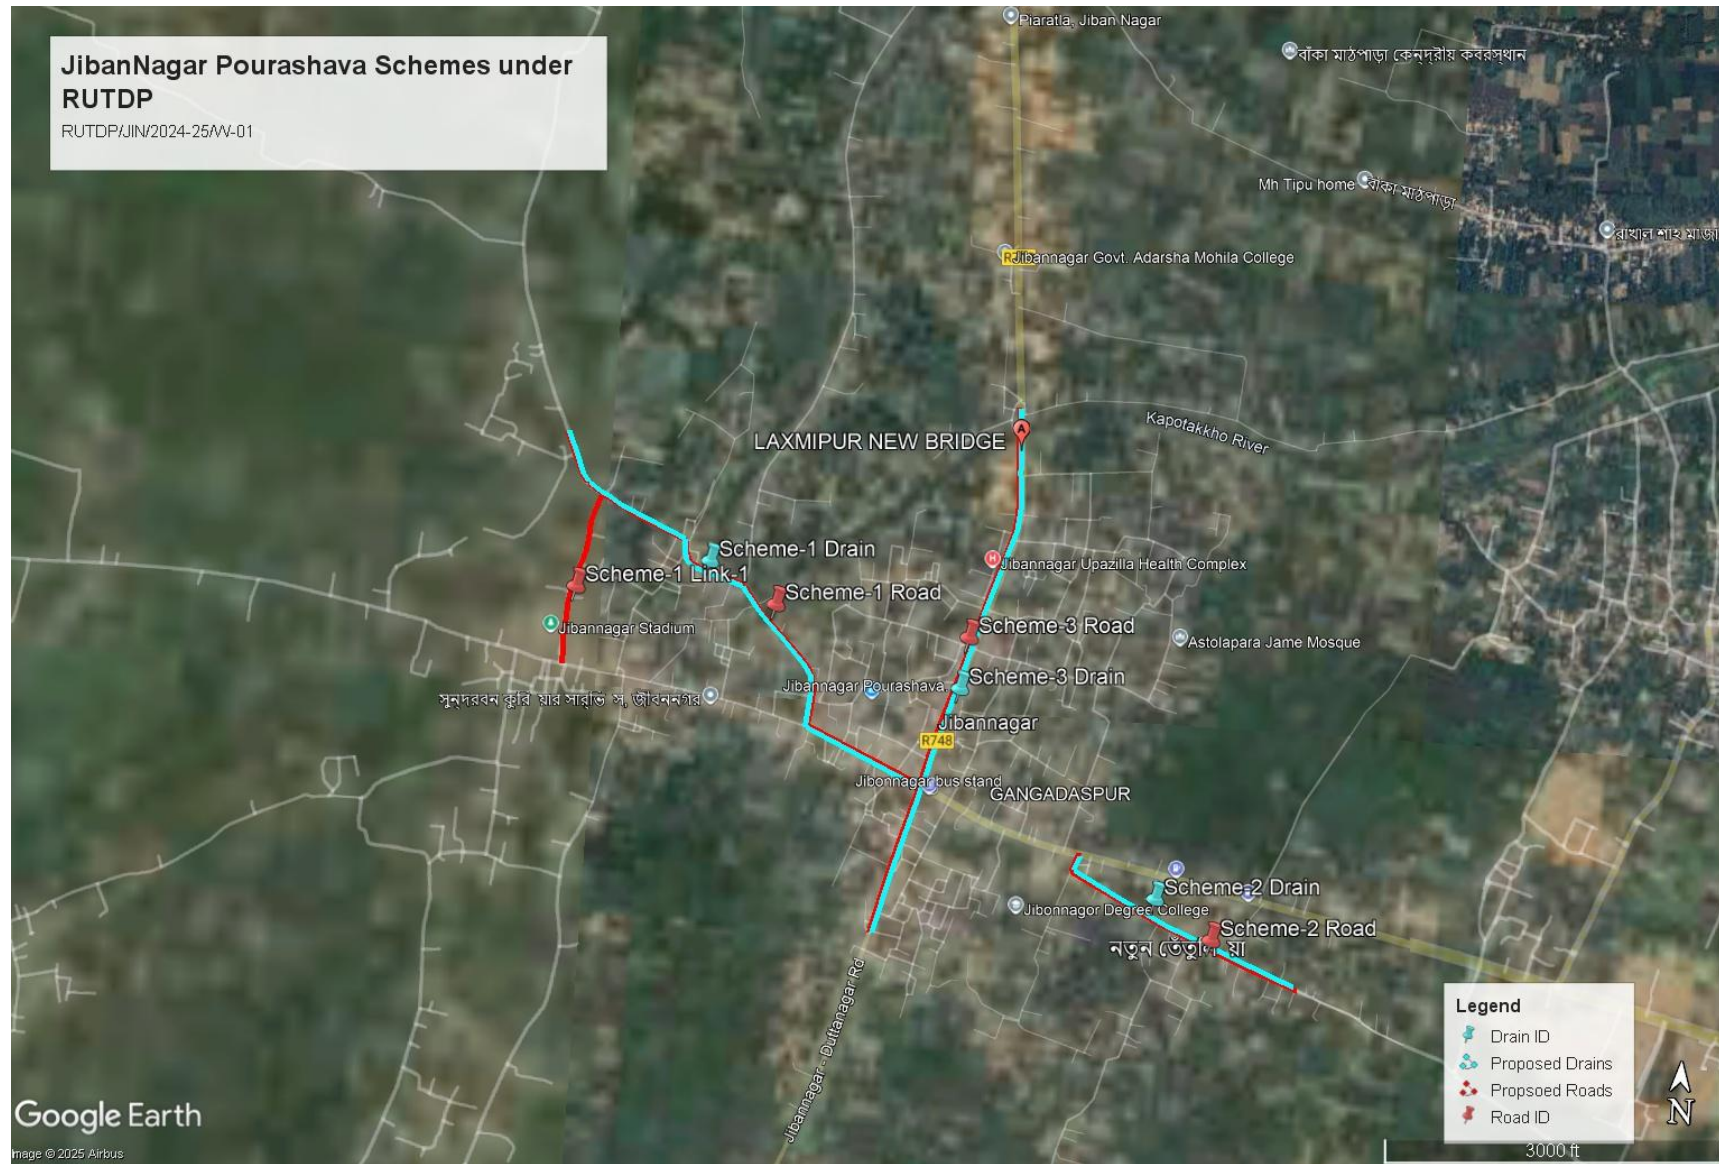 Piaratla, Jiban Nagar
বাঁকা মাঠপাড়া কেন্দ্রীয় কবরস্থান
JibanNagar Pourashava Schemes under
RUTDP
RUTDP/JIN/2024-25/W-01
Mh Tipu home
বাঁকা মাঠপাড়া
Jibannagar Govt. Adarsha Mohila College
LAXMIPUR NEW BRIDGE
A
Kapotakkho River
Scheme-1 Drain
H
Jibannagar Upazilla Health Complex
Scheme-1 Link-1
Scheme-1 Road
Jibannagar Stadium
Scheme-3 Road
Astolapara Jame Mosque
Scheme-3 Drain
Jibannagar Pourashava,
সুন্দরবন কুরিয়ার সার্ভিস, জীবননগর
Jibannagar
R748
Jibonnagar bus stand
GANGADASPUR
Scheme-2 Drain
Jibonnagor Degree College
Scheme-2 Road
নতুন তেঁতুলিয়া
Jibannagar - Duttanagar Rd
Legend
Drain ID
Proposed Drains
Propsoed Roads
Road ID
N
3000 ft
Google Earth
Image © 2025 Airbus